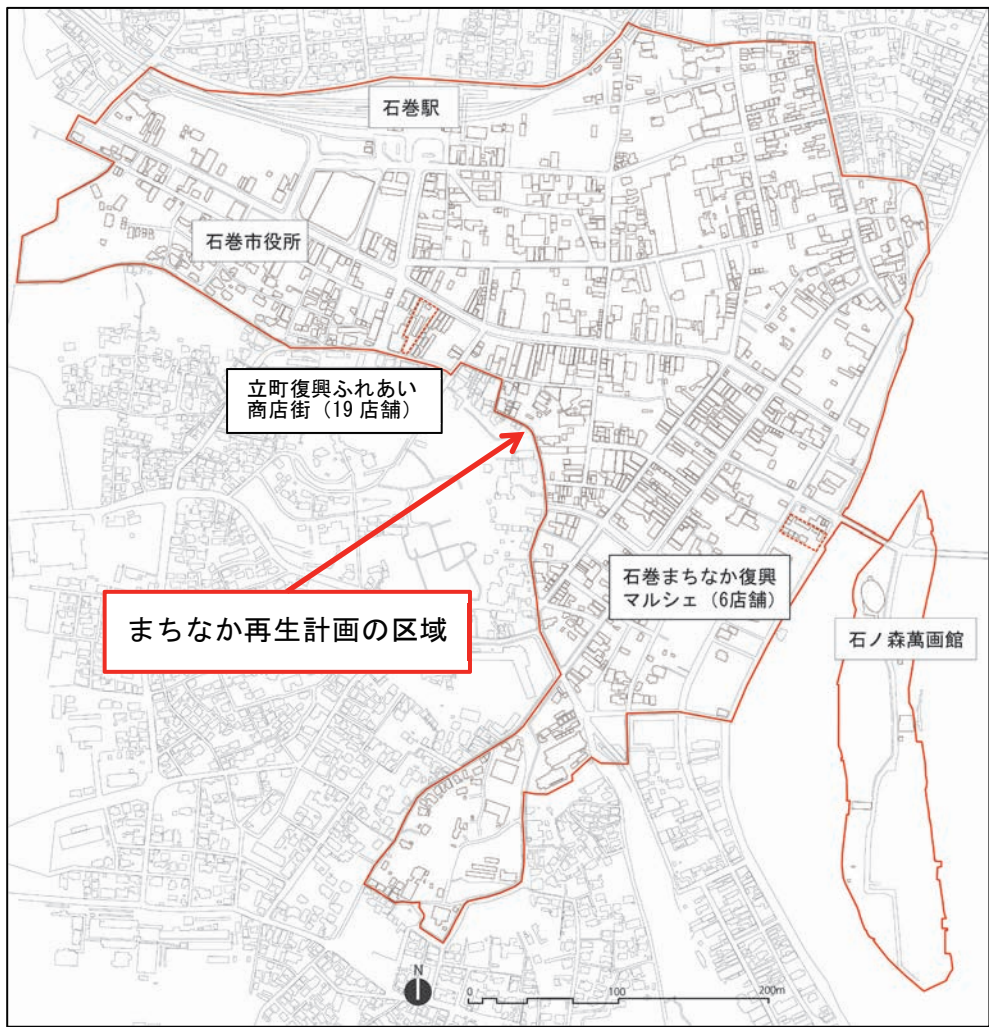 石巻駅
石巻市役所
立町復興ふれあい
商店街（19 店舗）
石巻まちなか復興
マルシェ（6店舗）
まちなか再生計画の区域
石ノ森萬画館
N
0 100 200m